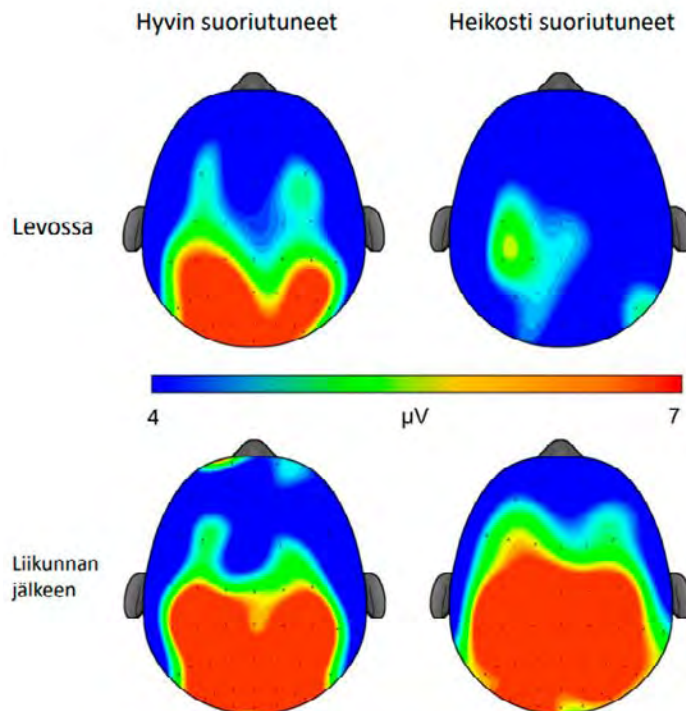 Hyvin suoriutuneet
Heikosti suoriutuneet
Levossa
4
µV
7
Liikunnan
jälkeen